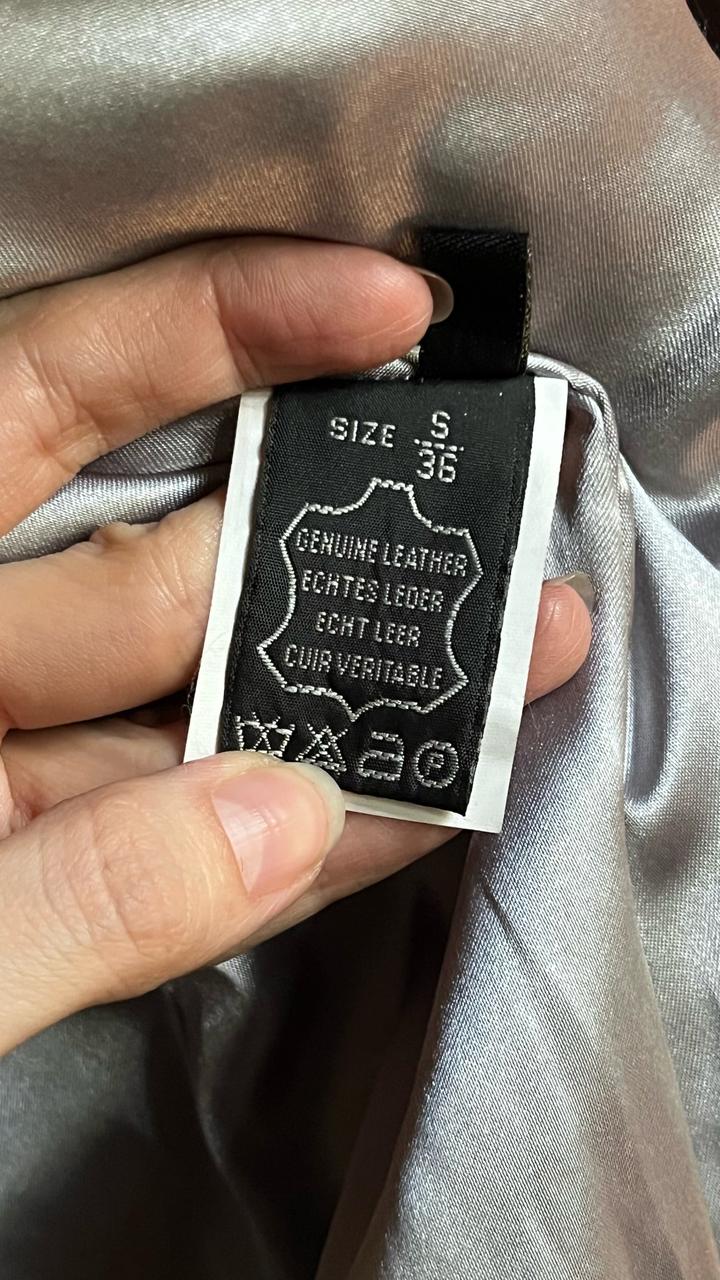 SIZE S
36
GENUINE LEATHER
ECHTES LEDER
ECHT LEER
CUIR VERITABLE
P